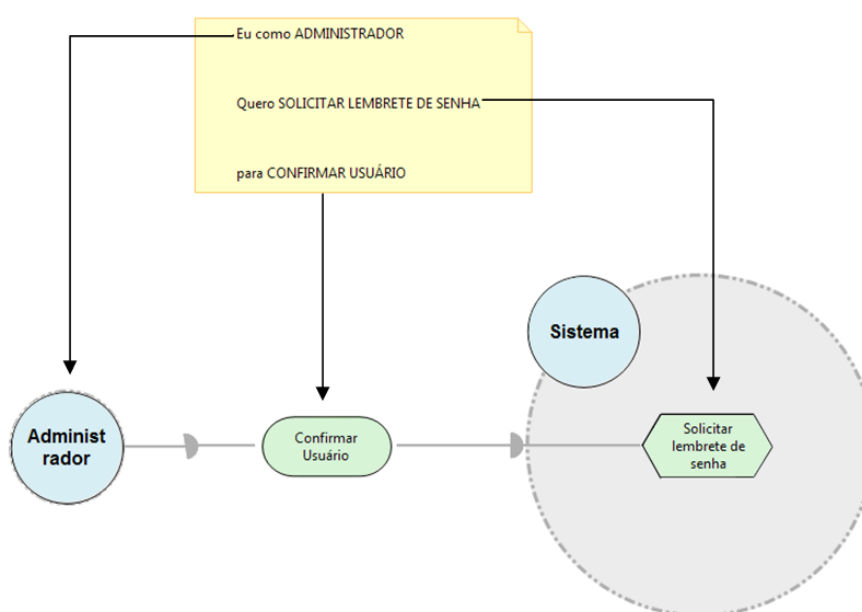 Eu como ADMINISTRADOR
Quero SOLICITAR LEMBRETE DE SENHA
para CONFIRMAR USUÁRIO
Sistema
Administ
rador
Confirmar
Usuário
Solicitar
lembrete de
senha